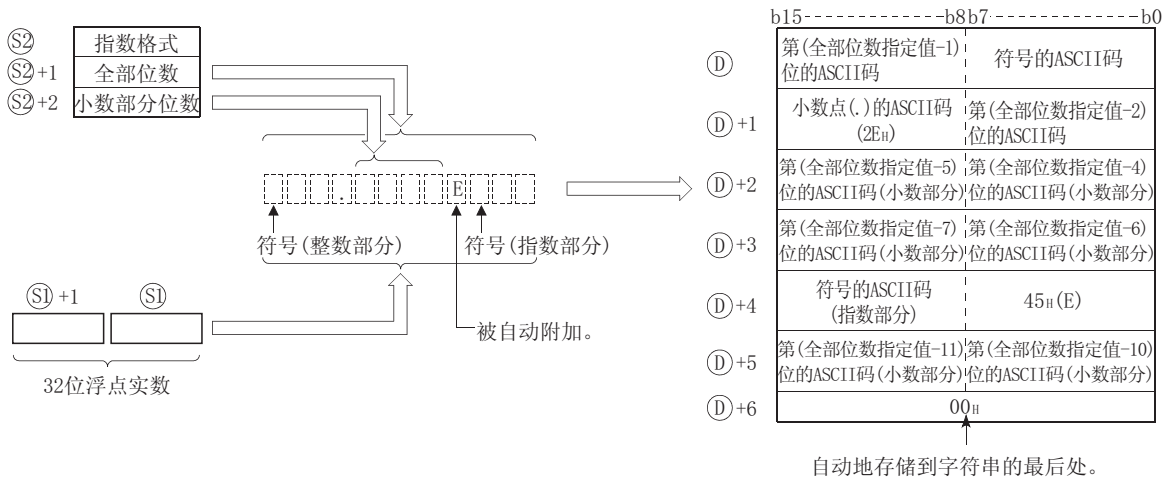 S2 指数格式
S2+1 全部位数
S2+2 小数部分位数
. E
符号(整数部分) 符号(指数部分)
被自动附加。
S1+1 S1
32位浮点实数
b15 b8 b7 b0
D 第(全部位数指定值-1)位的ASCII码 符号的ASCII码
D+1 小数点(.)的ASCII码(2EH) 第(全部位数指定值-2)位的ASCII码
D+2 第(全部位数指定值-5)位的ASCII码(小数部分) 第(全部位数指定值-4)位的ASCII码(小数部分)
D+3 第(全部位数指定值-7)位的ASCII码(小数部分) 第(全部位数指定值-6)位的ASCII码(小数部分)
D+4 符号的ASCII码(指数部分) 45H(E)
D+5 第(全部位数指定值-11)位的ASCII码(小数部分) 第(全部位数指定值-10)位的ASCII码(小数部分)
D+6 00H
自动地存储到字符串的最后处。